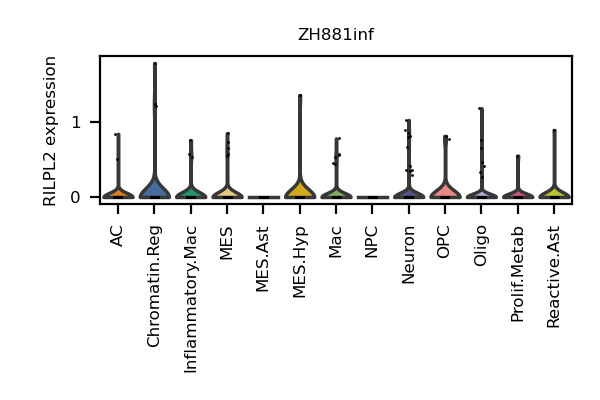 ZH881inf
RILPL2 expression
1
0
AC
Chromatin.Reg
Inflammatory.Mac
MES
MES.Ast
MES.Hyp
Mac
NPC
Neuron
OPC
Oligo
Prolif.Metab
Reactive.Ast